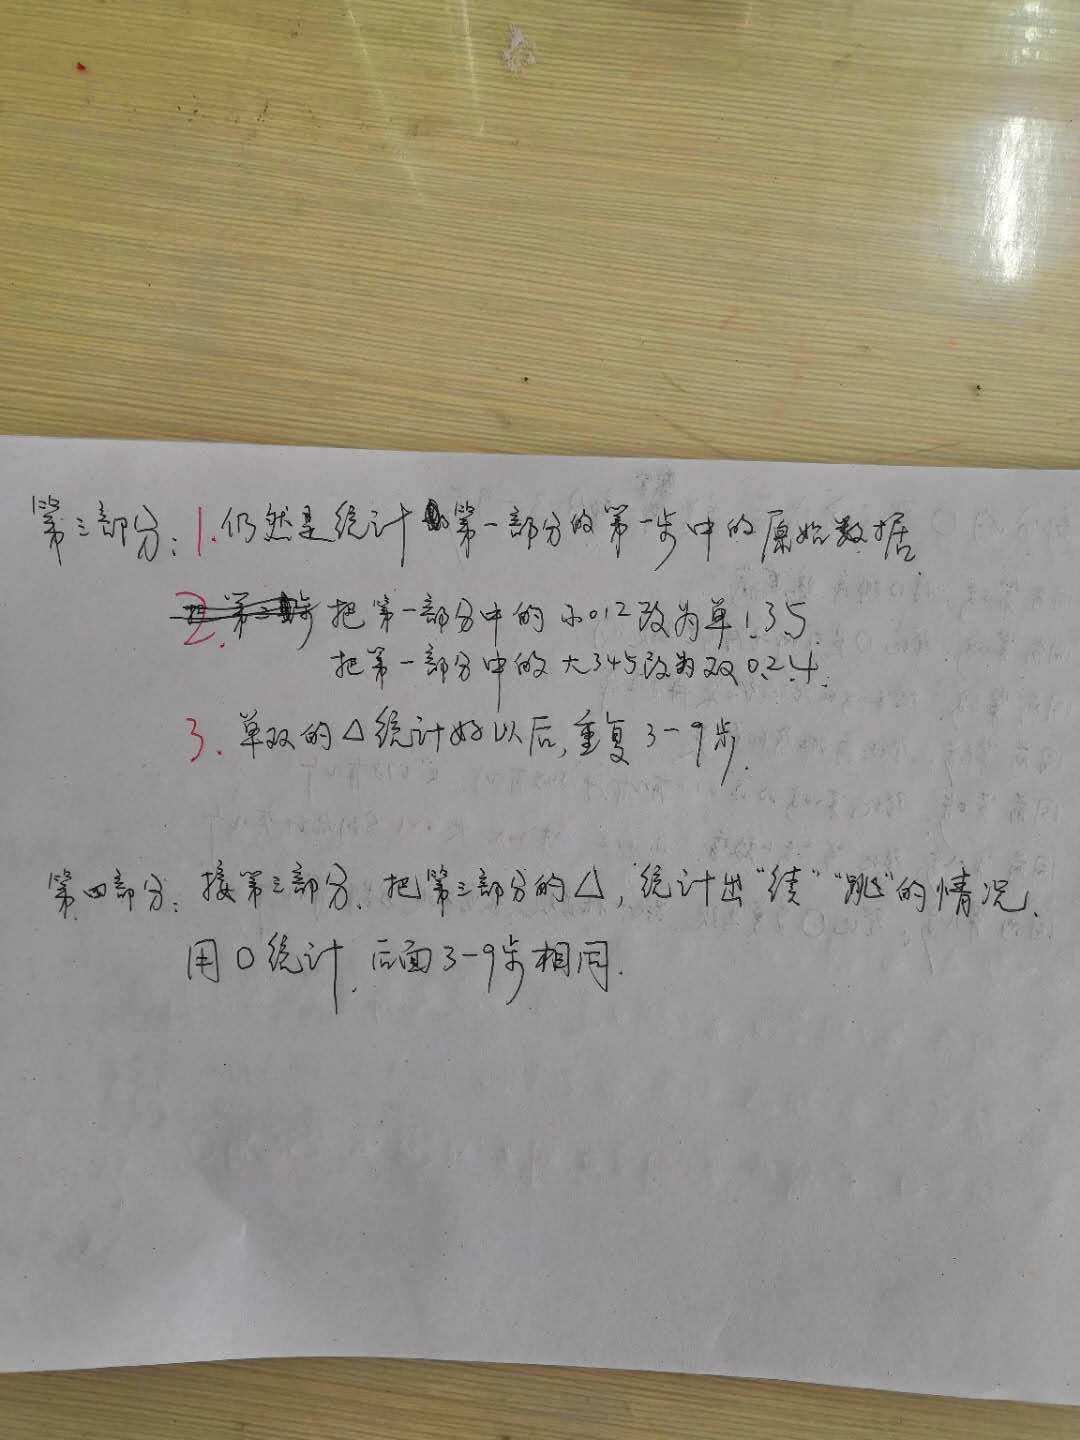 第三部分：1.仍然是统计第一部分的第一步中的原始数据.
2.把第一部分中的小012改为单1.3.5.
把第一部分中的大345改为双0.2.4.
3.单双的△统计好以后,重复3-9步.
第四部分：接第三部分.把第三部分的△,统计出"续""跳"的情况.
用O统计.后面3-9步相同.